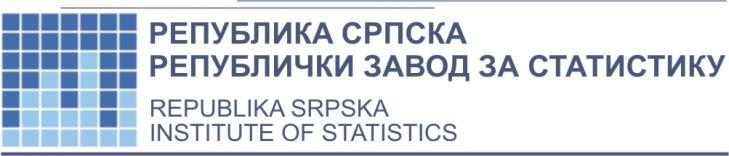 РЕПУБЛИКА СРПСКА
РЕПУБЛИЧКИ ЗАВОД ЗА СТАТИСТИКУ
REPUBLIKA SRPSKA
INSTITUTE OF STATISTICS